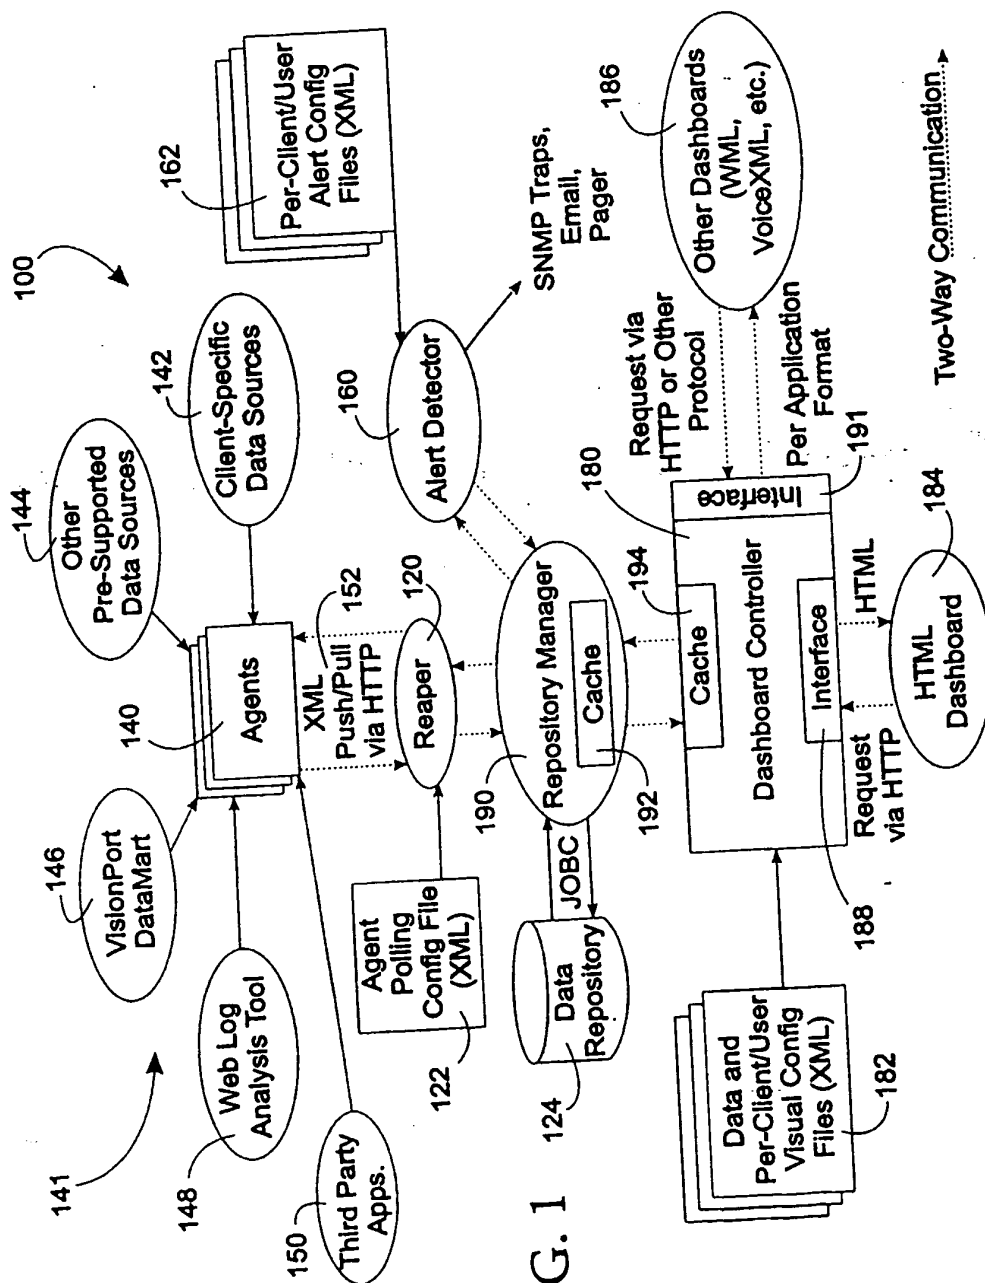 100
141
144
Other
Pre-Supported
Data Sources
146
VisionPort
DataMart
142
Client-Specific
Data Sources
162
Per-Client/User
Alert Config
Files (XML)
148
Web Log
Analysis Tool
140
Agents
150
Third Party
Apps.
XML
Push/Pull
via HTTP
152
160
Alert Detector
SNMP Traps,
Email,
Pager
122
Agent
Polling
Config File
(XML)
Reaper
120
190
Repository Manager
Cache
192
JOBC
Data
Repository
124
G. 1
194
Cache
180
Dashboard Controller
Interface
191
Interface
188
Request via
HTTP or Other
Protocol
Per Application
Format
186
Other Dashboards
(WML,
VoiceXML, etc.)
Data and
Per-Client/User
Visual Config
Files (XML)
182
Request
via HTTP
HTML
184
HTML
Dashboard
Two-Way Communication